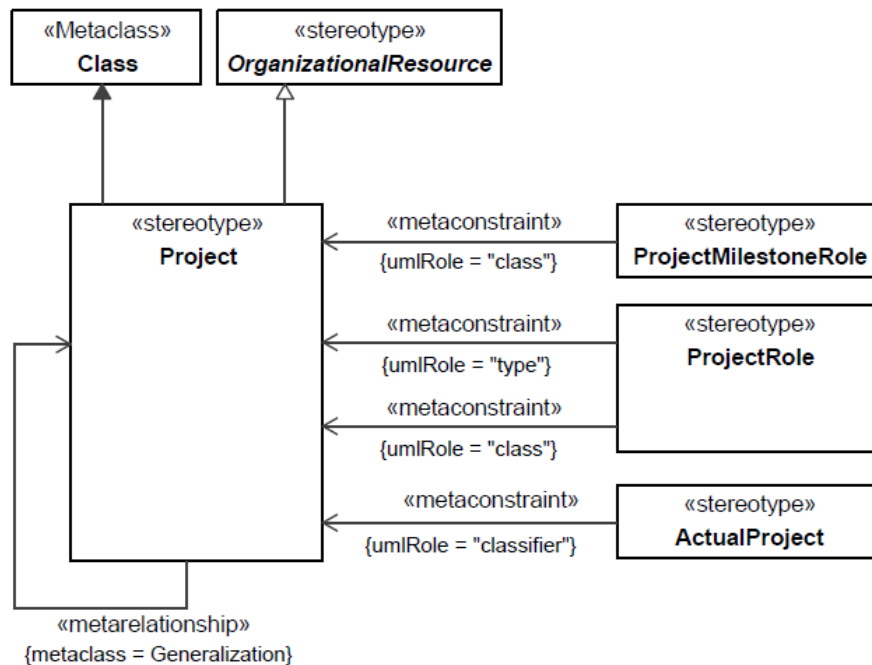 «Metaclass»
Class
«stereotype»
OrganizationalResource
«stereotype»
Project
«metaconstraint»
{umlRole = "class"}
«stereotype»
ProjectMilestoneRole
«metaconstraint»
{umlRole = "type"}
«metaconstraint»
{umlRole = "class"}
«stereotype»
ProjectRole
«metaconstraint»
{umlRole = "classifier"}
«stereotype»
ActualProject
«metarelationship»
{metaclass = Generalization}